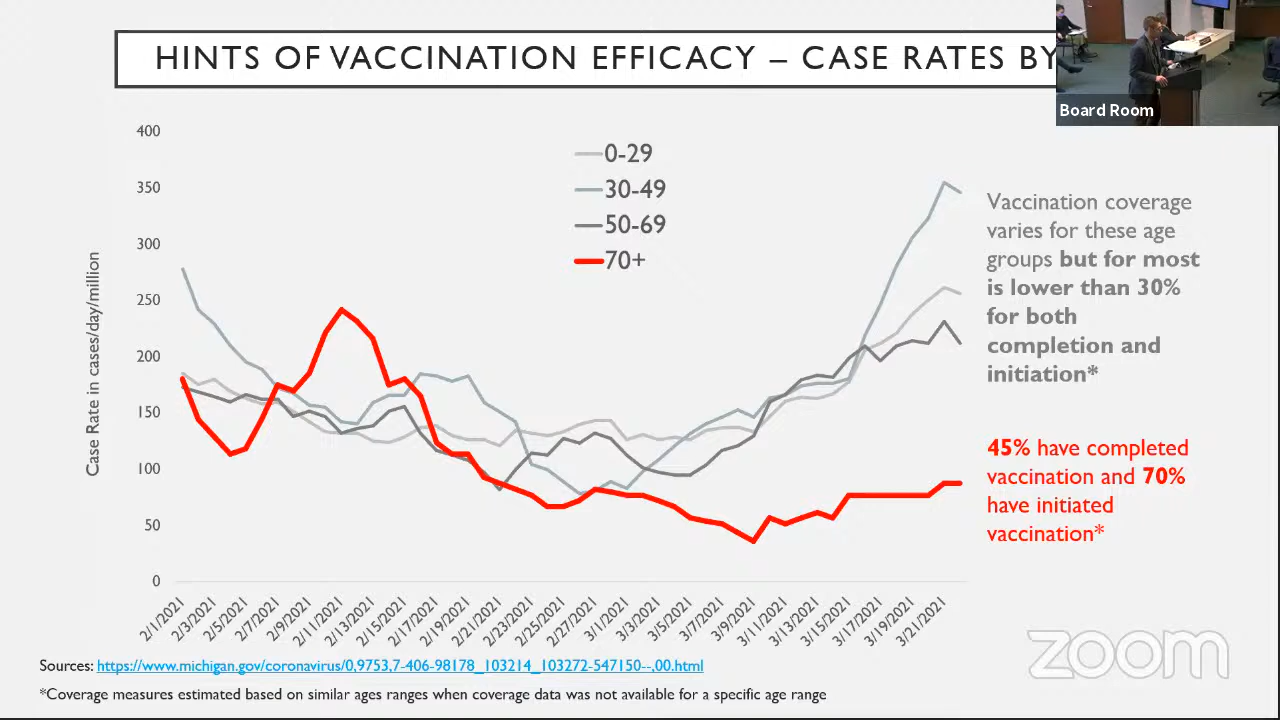 HINTS OF VACCINATION EFFICACY – CASE RATES BY
Board Room
400
350
300
250
200
150
100
50
0
Case Rate in cases/day/million
0-29
30-49
50-69
70+
2/1/2021
2/3/2021
2/5/2021
2/7/2021
2/9/2021
2/11/2021
2/13/2021
2/15/2021
2/17/2021
2/19/2021
2/21/2021
2/23/2021
2/25/2021
2/27/2021
3/1/2021
3/3/2021
3/5/2021
3/7/2021
3/9/2021
3/11/2021
3/13/2021
3/15/2021
3/17/2021
3/19/2021
3/21/2021
Vaccination coverage
varies for these age
groups but for most
is lower than 30%
for both
completion and
initiation*
45% have completed
vaccination and 70%
have initiated
vaccination*
zoom
Sources: https://www.michigan.gov/coronavirus/0,9753,7-406-98178_103214_103272-547150--,00.html
*Coverage measures estimated based on similar ages ranges when coverage data was not available for a specific age range